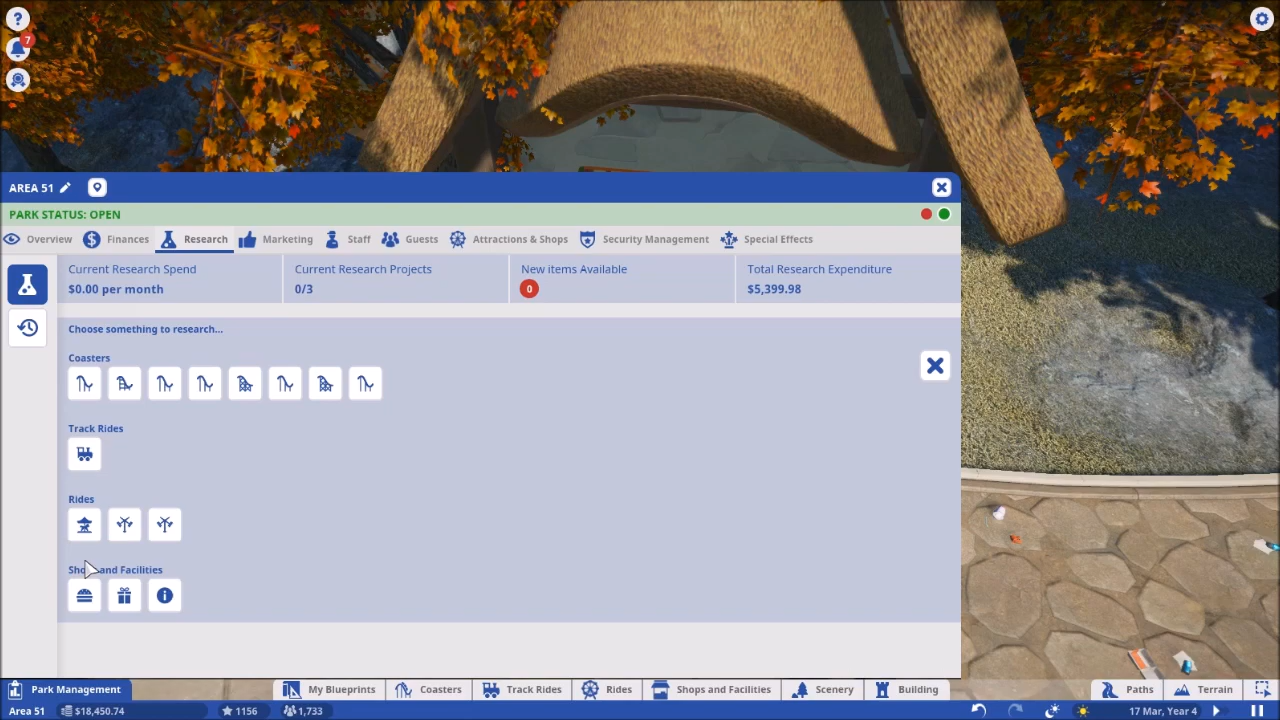 ?
7
AREA 51
PARK STATUS: OPEN
Overview Finances Research Marketing Staff Guests Attractions & Shops Security Management Special Effects
Current Research Spend Current Research Projects New items Available Total Research Expenditure
$0.00 per month 0/3 0 $5,399.98
Choose something to research...
Coasters
Track Rides
Rides
and Facilities
Park Management My Blueprints Coasters Track Rides Rides Shops and Facilities Scenery Building Paths Terrain
Area 51 $18,450.74 1156 1,733 17 Mar, Year 4